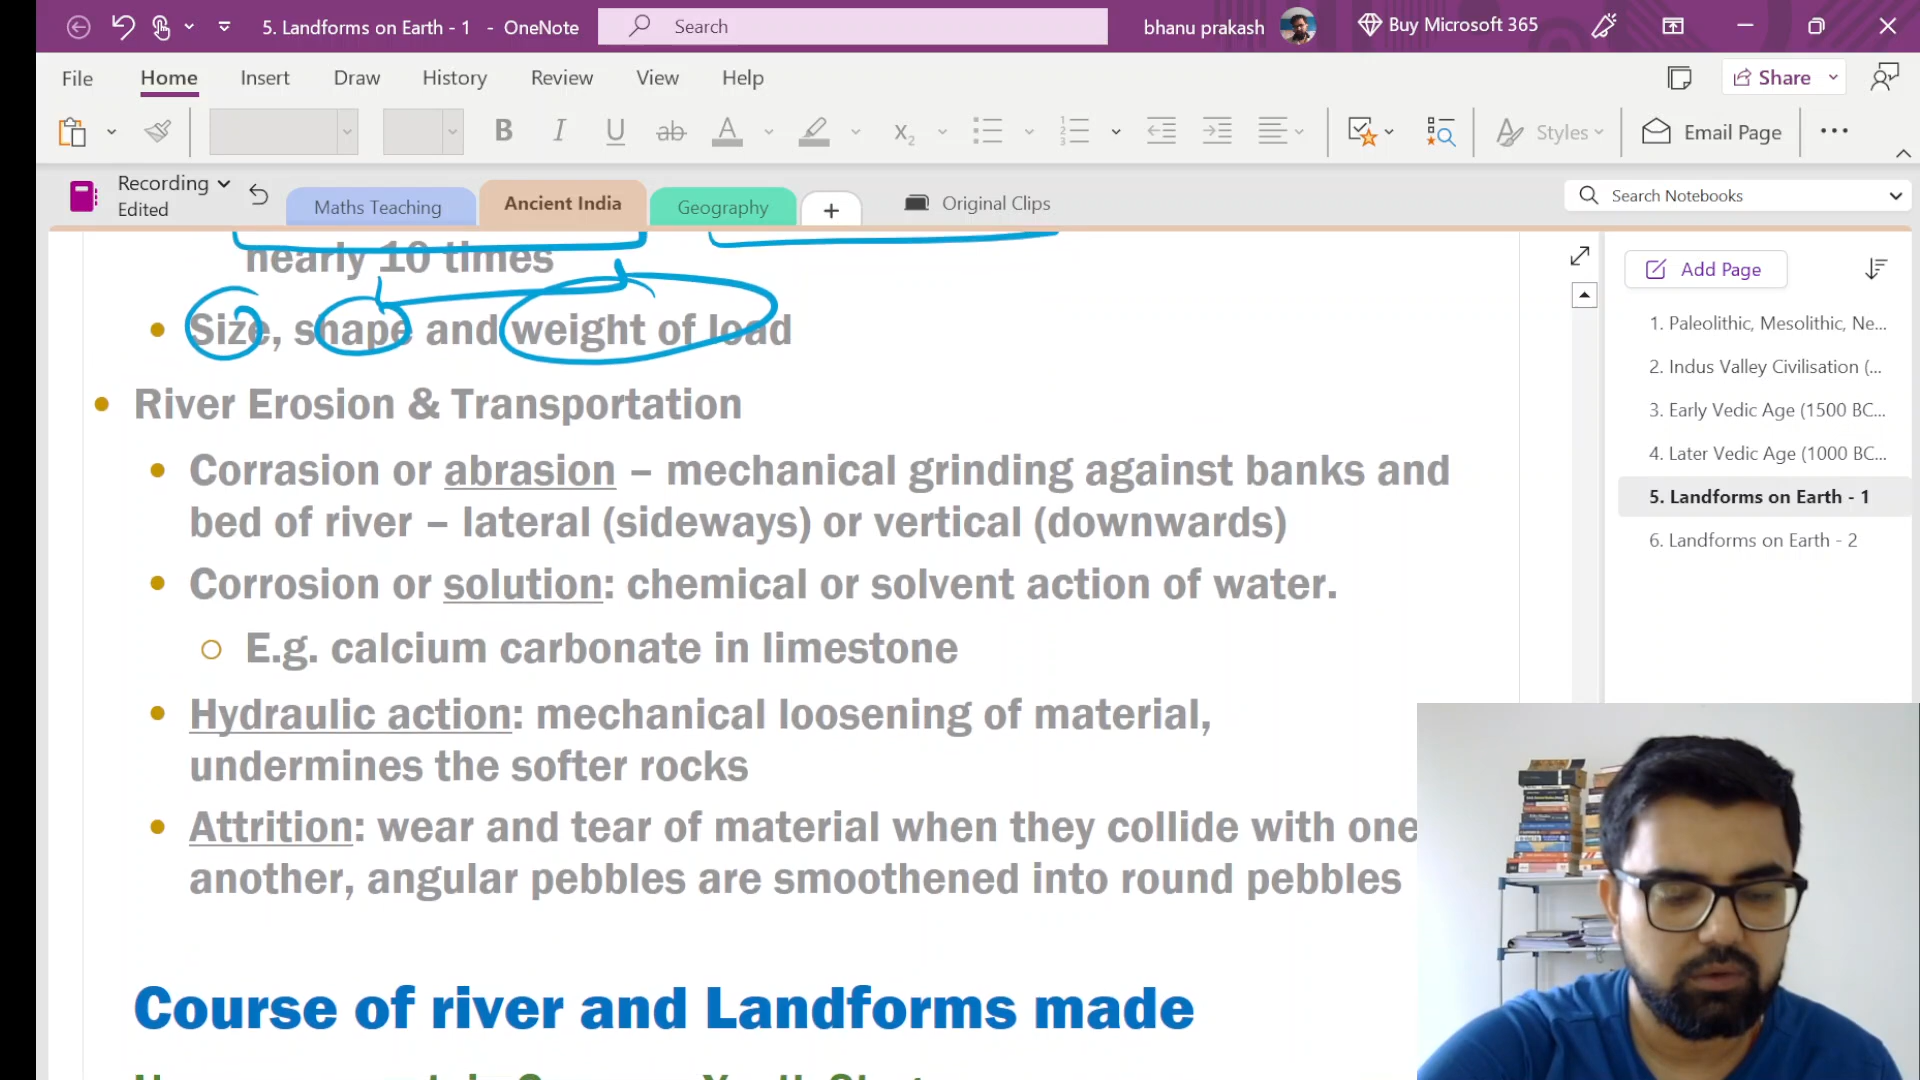 5. Landforms on Earth - 1 - OneNote
Search
bhanu prakash
Buy Microsoft 365
File Home Insert Draw History Review View Help
Share
B I U ab A X₂
Styles
Email Page
Recording
Edited
Maths Teaching
Ancient India
Geography
+
Original Clips
Search Notebooks
nearly 10 times
Size, shape and weight of load
River Erosion & Transportation
Corrasion or abrasion – mechanical grinding against banks and
bed of river – lateral (sideways) or vertical (downwards)
Corrosion or solution: chemical or solvent action of water.
E.g. calcium carbonate in limestone
Hydraulic action: mechanical loosening of material,
undermines the softer rocks
Attrition: wear and tear of material when they collide with one
another, angular pebbles are smoothened into round pebbles
Course of river and Landforms made
Add Page
1. Paleolithic, Mesolithic, Ne...
2. Indus Valley Civilisation (...
3. Early Vedic Age (1500 BC...
4. Later Vedic Age (1000 BC...
5. Landforms on Earth - 1
6. Landforms on Earth - 2